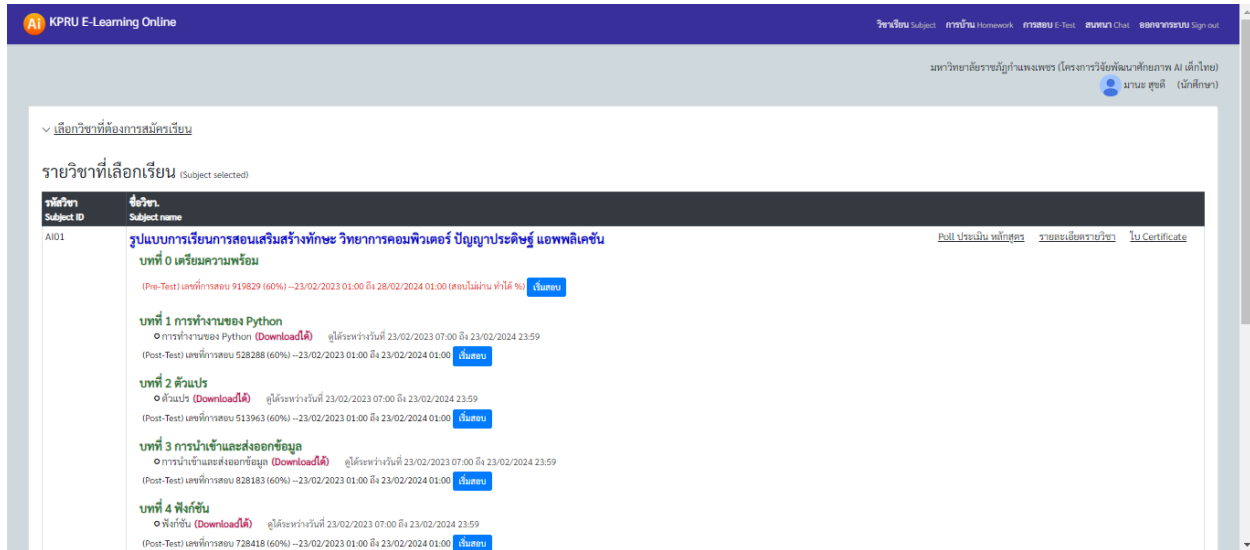 Ai KPRU E-Learning Online
วิชาเรียน Subject การบ้าน Homework การสอบ E-Test สนทนา Chat ออกจากระบบ Sign out
มหาวิทยาลัยราชภัฏกำแพงเพชร (โครงการวิจัยพัฒนาศักยภาพ AI เด็กไทย)
มานะ สุขดี (นักศึกษา)
เลือกวิชาที่ต้องการสมัครเรียน
รายวิชาที่เลือกเรียน (Subject selected)
รหัสวิชา ชื่อวิชา.
Subject ID Subject name
AI01 รูปแบบการเรียนการสอนเสริมสร้างทักษะ วิทยาการคอมพิวเตอร์ ปัญญาประดิษฐ์ แอพพลิเคชัน Poll ประเมิน หลักสูตร รายละเอียดรายวิชา ใบ Certificate
บทที่ 0 เตรียมความพร้อม
(Pre-Test) เลขที่การสอบ 919829 (60%) --23/02/2023 01:00 ถึง 28/02/2024 01:00 (สอบไม่ผ่าน ทำได้ %) เริ่มสอบ
บทที่ 1 การทำงานของ Python
การทำงานของ Python (Downloadได้) ดูได้ระหว่างวันที่ 23/02/2023 07:00 ถึง 23/02/2024 23:59
(Post-Test) เลขที่การสอบ 528288 (60%) --23/02/2023 01:00 ถึง 23/02/2024 01:00 เริ่มสอบ
บทที่ 2 ตัวแปร
ตัวแปร (Downloadได้) ดูได้ระหว่างวันที่ 23/02/2023 07:00 ถึง 23/02/2024 23:59
(Post-Test) เลขที่การสอบ 513963 (60%) --23/02/2023 01:00 ถึง 23/02/2024 01:00 เริ่มสอบ
บทที่ 3 การนำเข้าและส่งออกข้อมูล
การนำเข้าและส่งออกข้อมูล (Downloadได้) ดูได้ระหว่างวันที่ 23/02/2023 07:00 ถึง 23/02/2024 23:59
(Post-Test) เลขที่การสอบ 828183 (60%) --23/02/2023 01:00 ถึง 23/02/2024 01:00 เริ่มสอบ
บทที่ 4 ฟังก์ชัน
ฟังก์ชัน (Downloadได้) ดูได้ระหว่างวันที่ 23/02/2023 07:00 ถึง 23/02/2024 23:59
(Post-Test) เลขที่การสอบ 728418 (60%) --23/02/2023 01:00 ถึง 23/02/2024 01:00 เริ่มสอบ